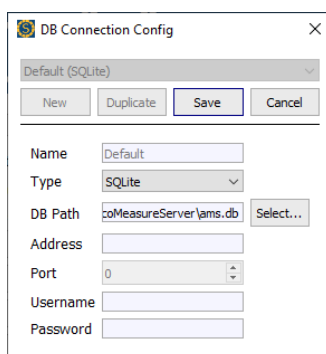 DB Connection Config
Default (SQLite)
New Duplicate Save Cancel
Name Default
Type SQLite
DB Path coMeasureServer\ams.db Select...
Address
Port 0
Username
Password